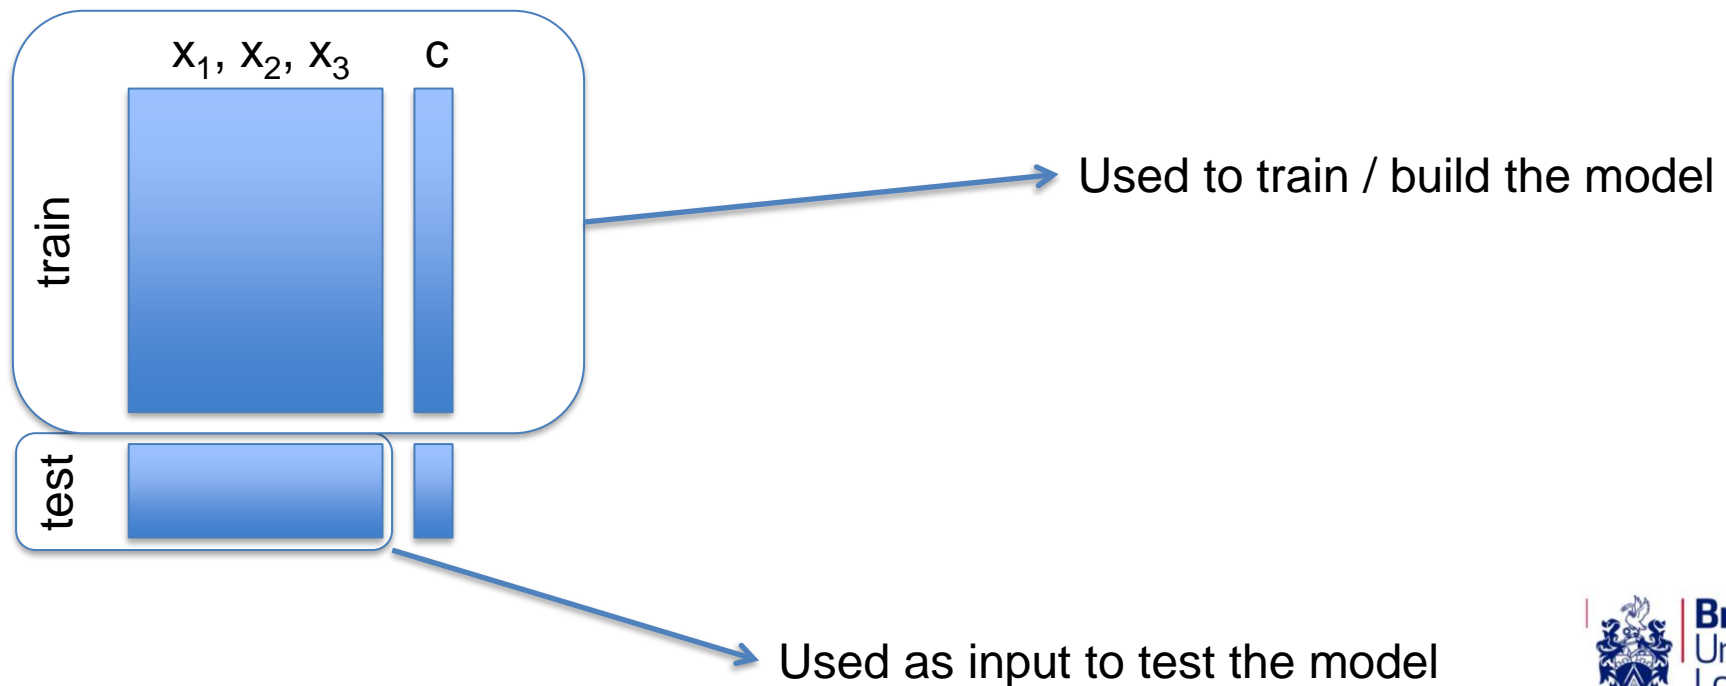 x₁, x₂, x₃ c
train
Used to train / build the model
test
Used as input to test the model